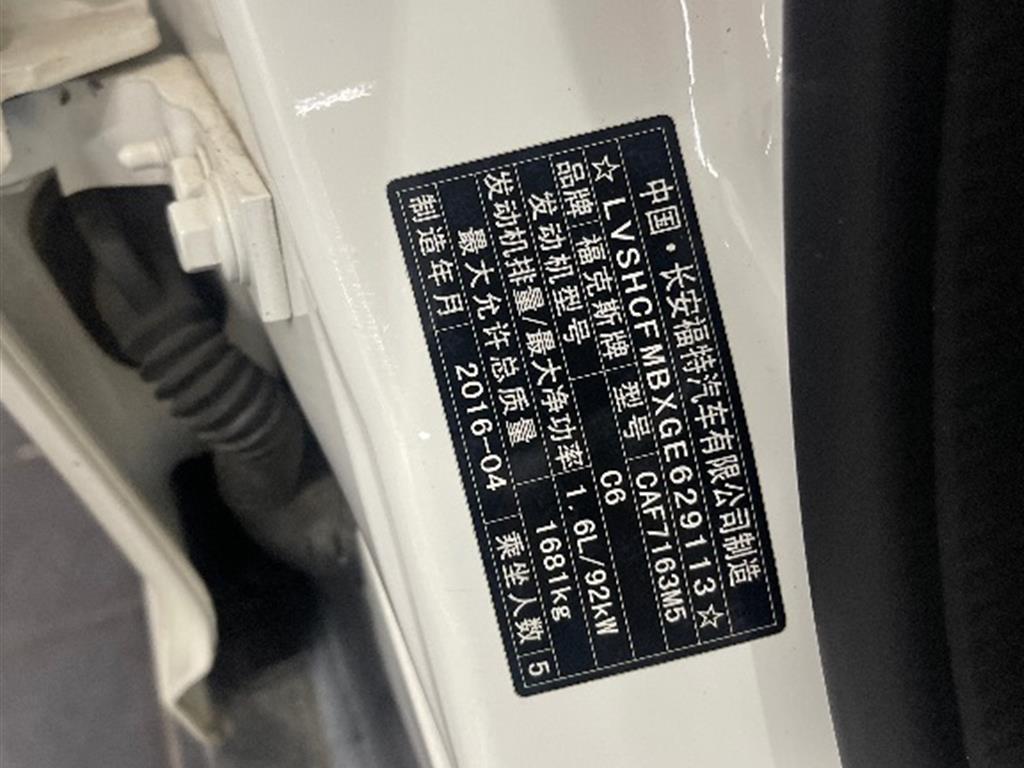 中国·长安福特汽车有限公司制造
☆LVSHCFMBXGE629113☆
品牌 福克斯牌 型号 CAF7163M5
发动机型号 C6
发动机排量/最大净功率 1.6L/92kW
最大允许总质量 1681kg
制造年月 2016-04 乘坐人数 5